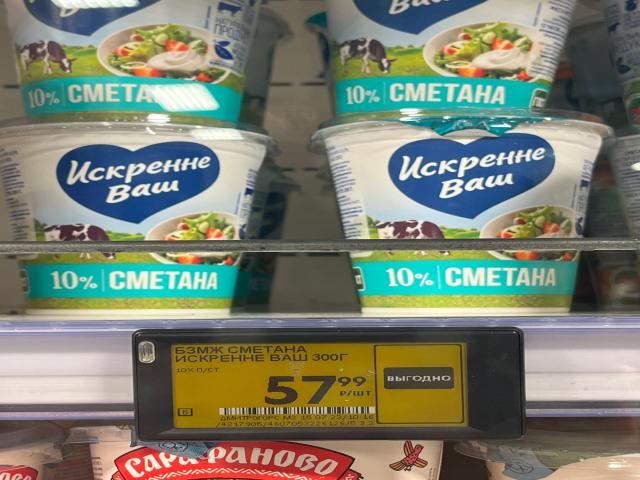 10% СМЕТАНА
10% СМЕТАНА
Искренне
Ваш
Искренне
Ваш
10% СМЕТАНА
10% СМЕТАНА
БЗМЖ СМЕТАНА
ИСКРЕННЕ ВАШ 300Г
10% П/СТ
57 99
Р/ШТ
ВЫГОДНО
САРАФАНОВО